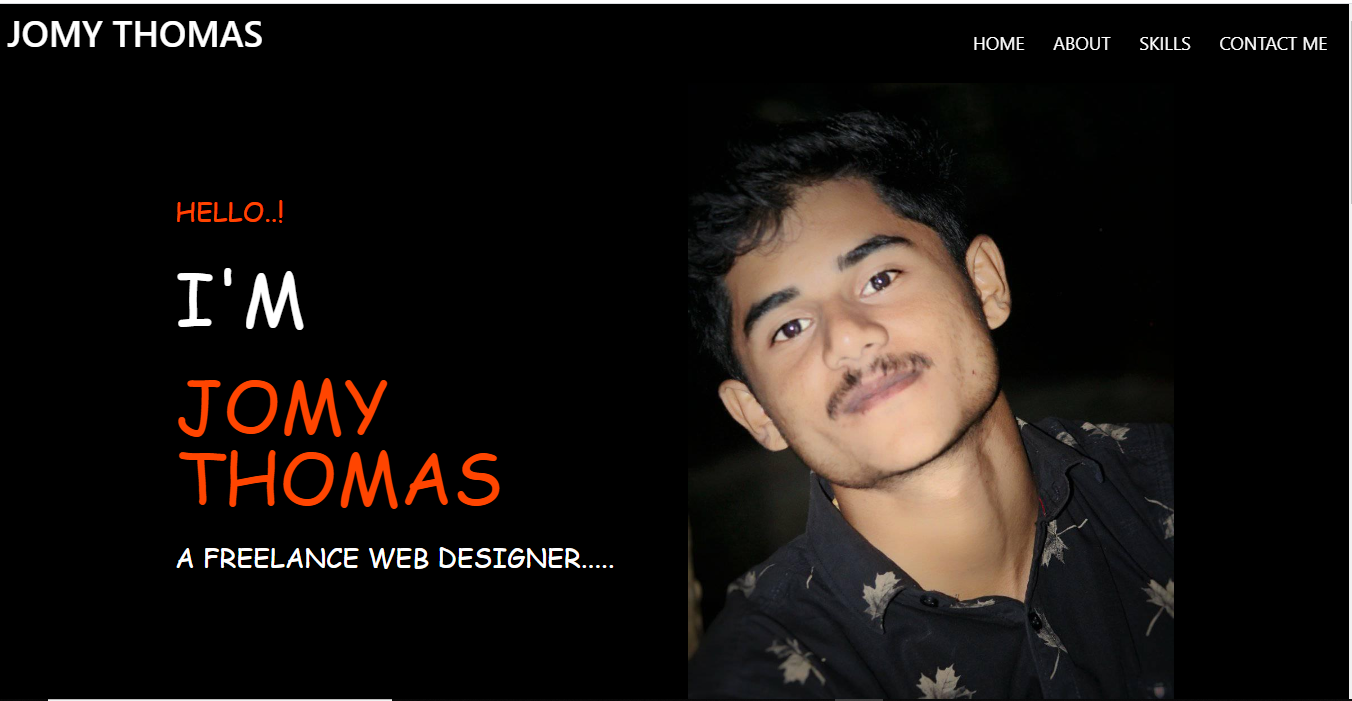 JOMY THOMAS
HOME ABOUT SKILLS CONTACT ME
HELLO..!
I'M
JOMY
THOMAS
A FREELANCE WEB DESIGNER.....